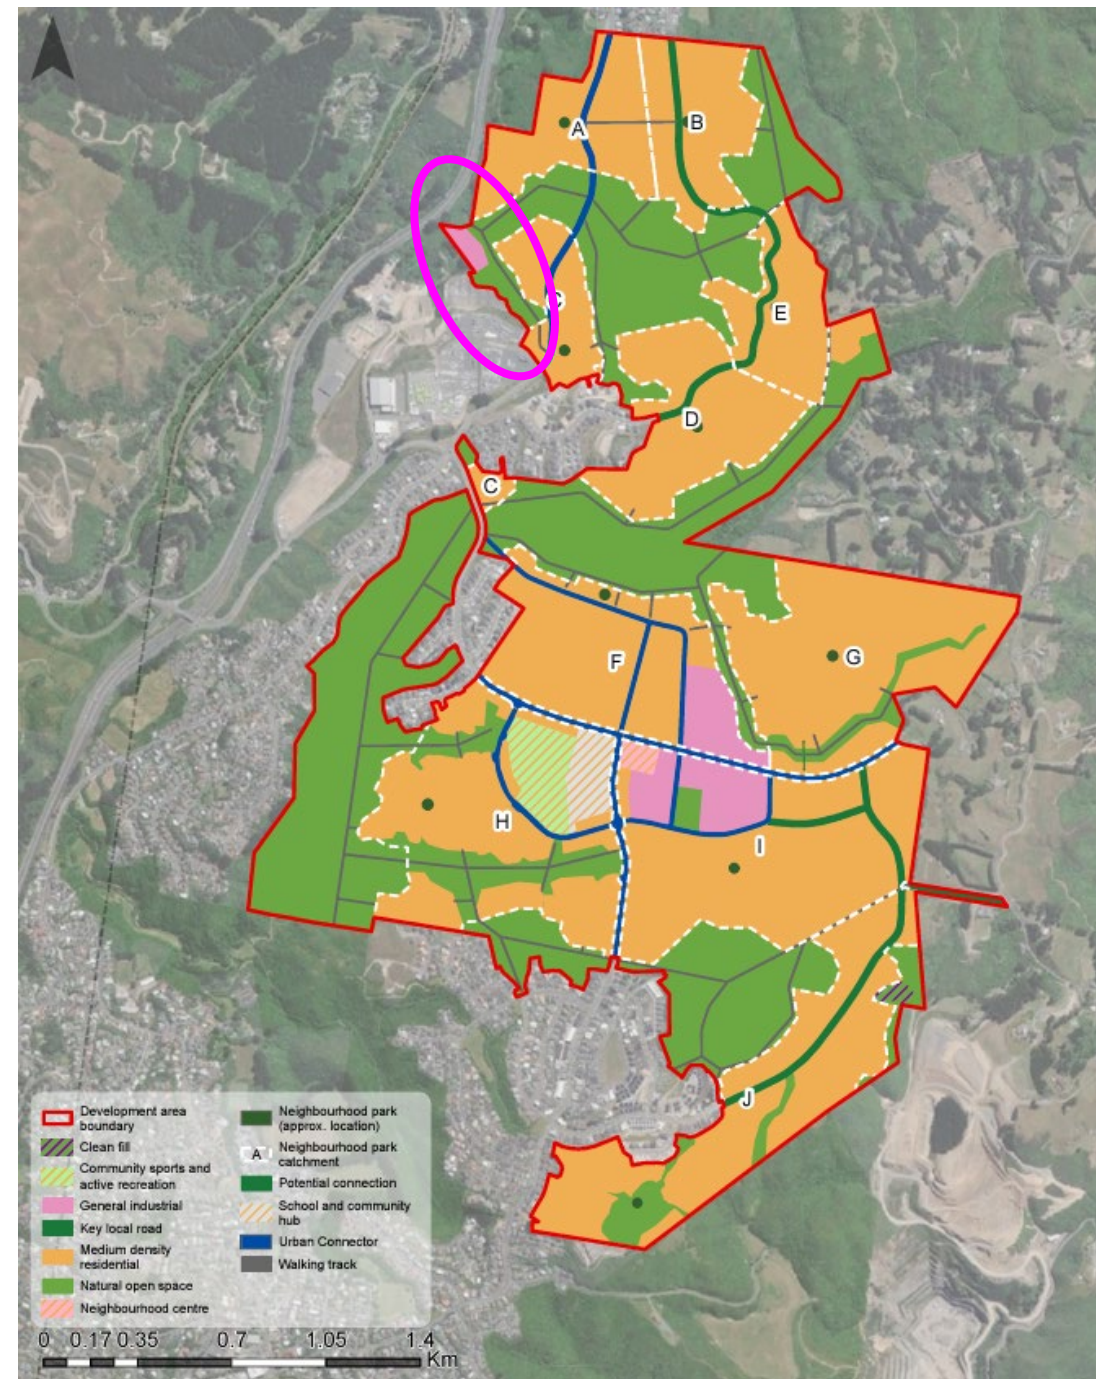 A
B
C
E
D
C
G
F
H
I
J
Development area
boundary
Clean fill
Community sports and
active recreation
General industrial
Key local road
Medium density
residential
Natural open space
Neighbourhood centre
Neighbourhood park
(approx. location)
A
Neighbourhood park
catchment
Potential connection
School and community
hub
Urban Connector
Walking track
0 0.17 0.35 0.7 1.05 1.4
Km